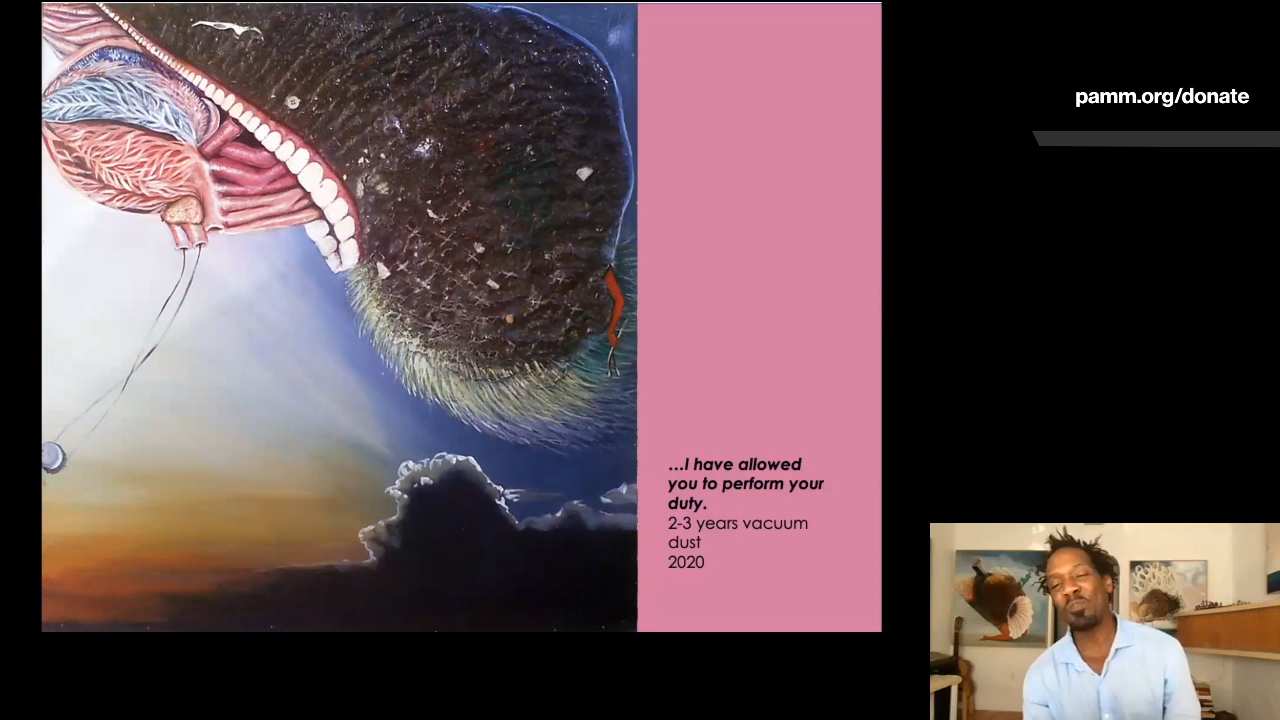 pamm.org/donate
...I have allowed
you to perform your
duty.
2-3 years vacuum
dust
2020